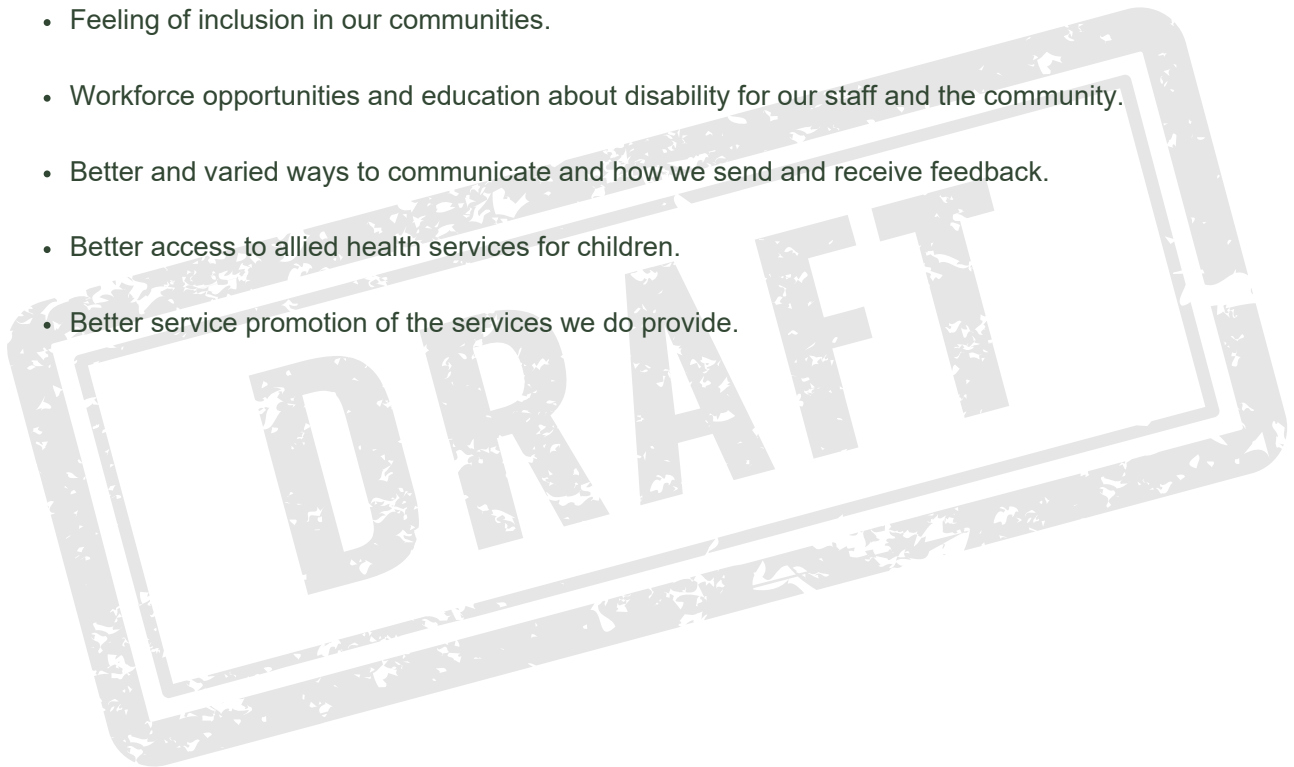 • Feeling of inclusion in our communities.
• Workforce opportunities and education about disability for our staff and the community.
• Better and varied ways to communicate and how we send and receive feedback.
• Better access to allied health services for children.
• Better service promotion of the services we do provide.
DRAFT